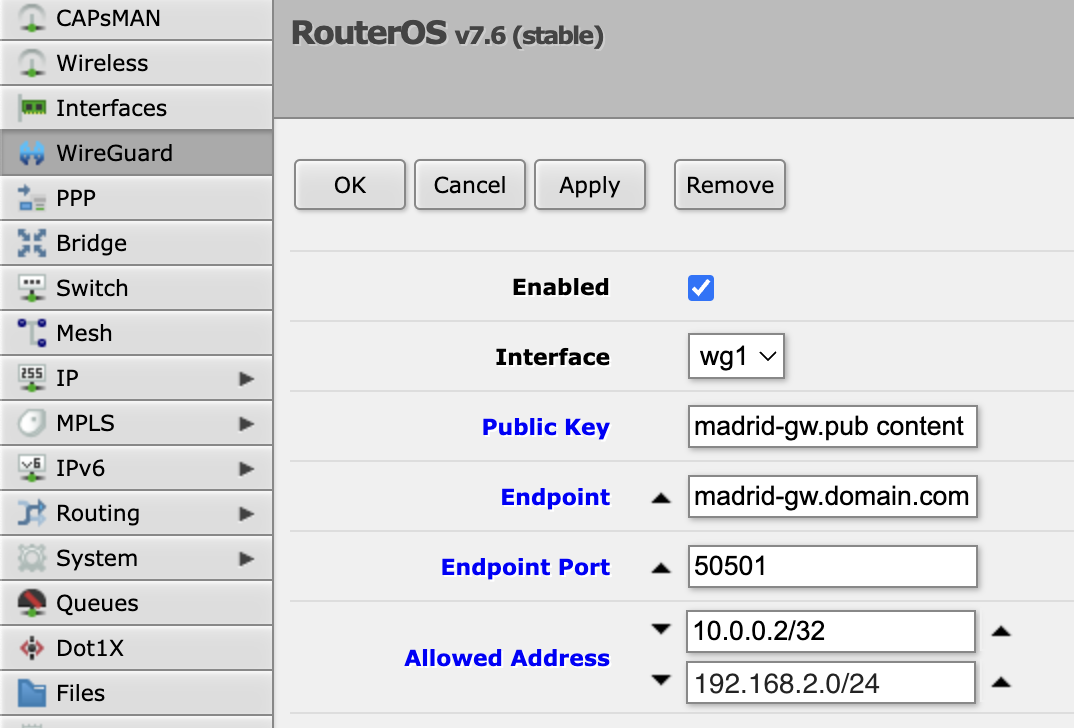 CAPsMAN
Wireless
Interfaces
WireGuard
PPP
Bridge
Switch
Mesh
255
IP
MPLS
v6
IPv6
Routing
System
Queues
Dot1X
Files
RouterOS v7.6 (stable)
OK Cancel Apply Remove
Enabled
Interface wg1
Public Key madrid-gw.pub content
Endpoint madrid-gw.domain.com
Endpoint Port 50501
Allowed Address
10.0.0.2/32
192.168.2.0/24